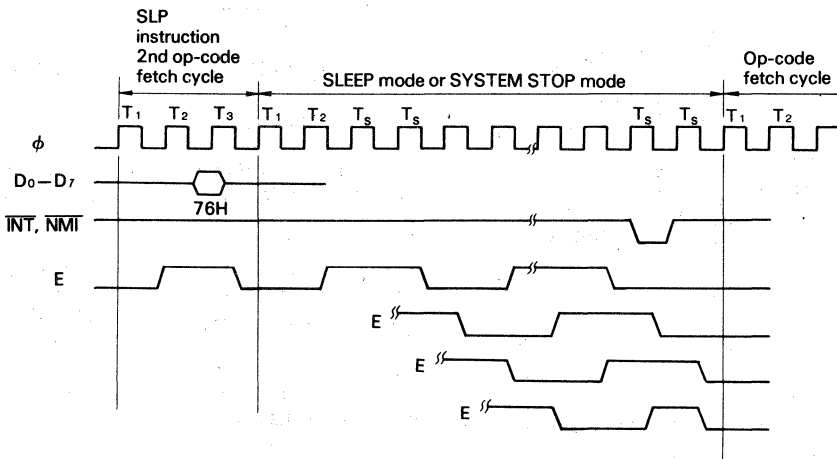 SLP
instruction
2nd op-code
fetch cycle
SLEEP mode or SYSTEM STOP mode
Op-code
fetch cycle
T1 T2 T3 T1 T2 Ts Ts Ts Ts T1 T2
φ
D0–D7
76H
INT, NMI
E
E
E
E